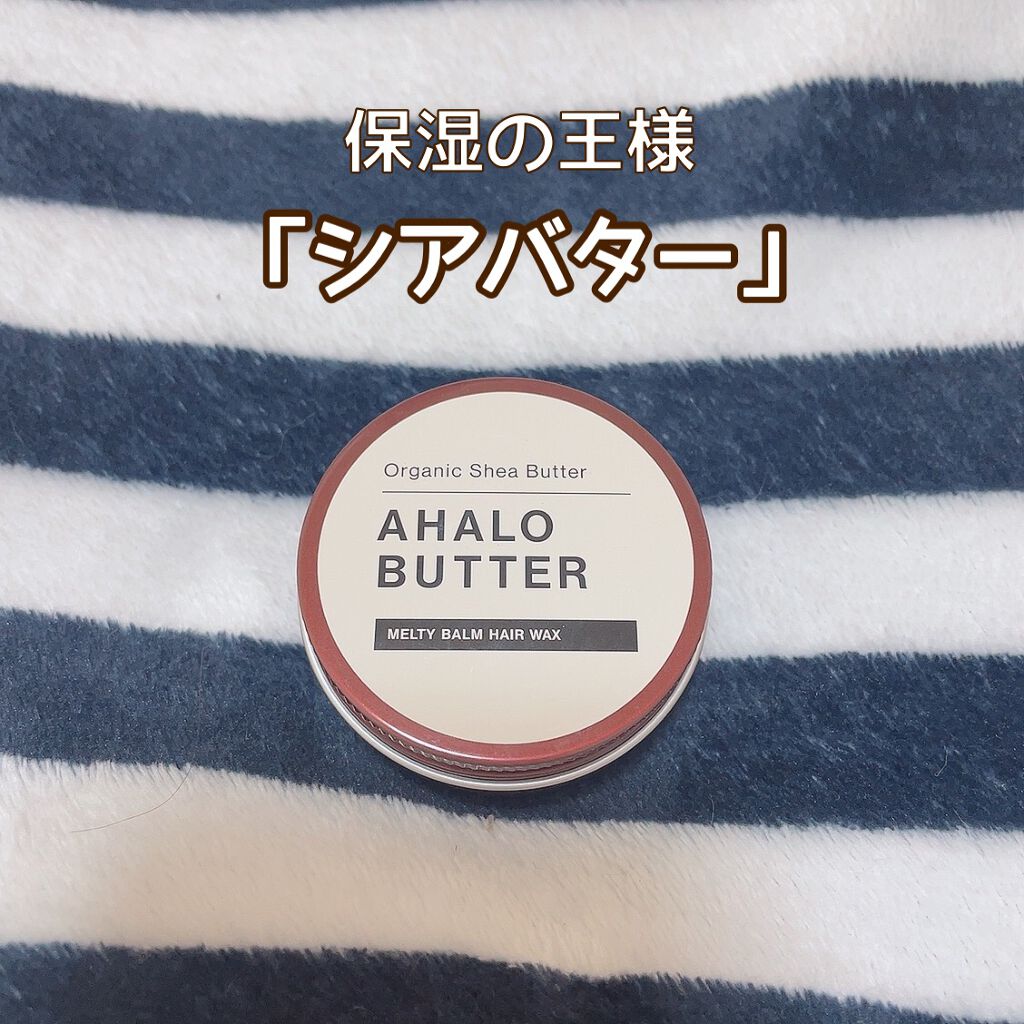 保湿の王様
「シアバター」
Organic Shea Butter
AHALO
BUTTER
MELTY BALM HAIR WAX